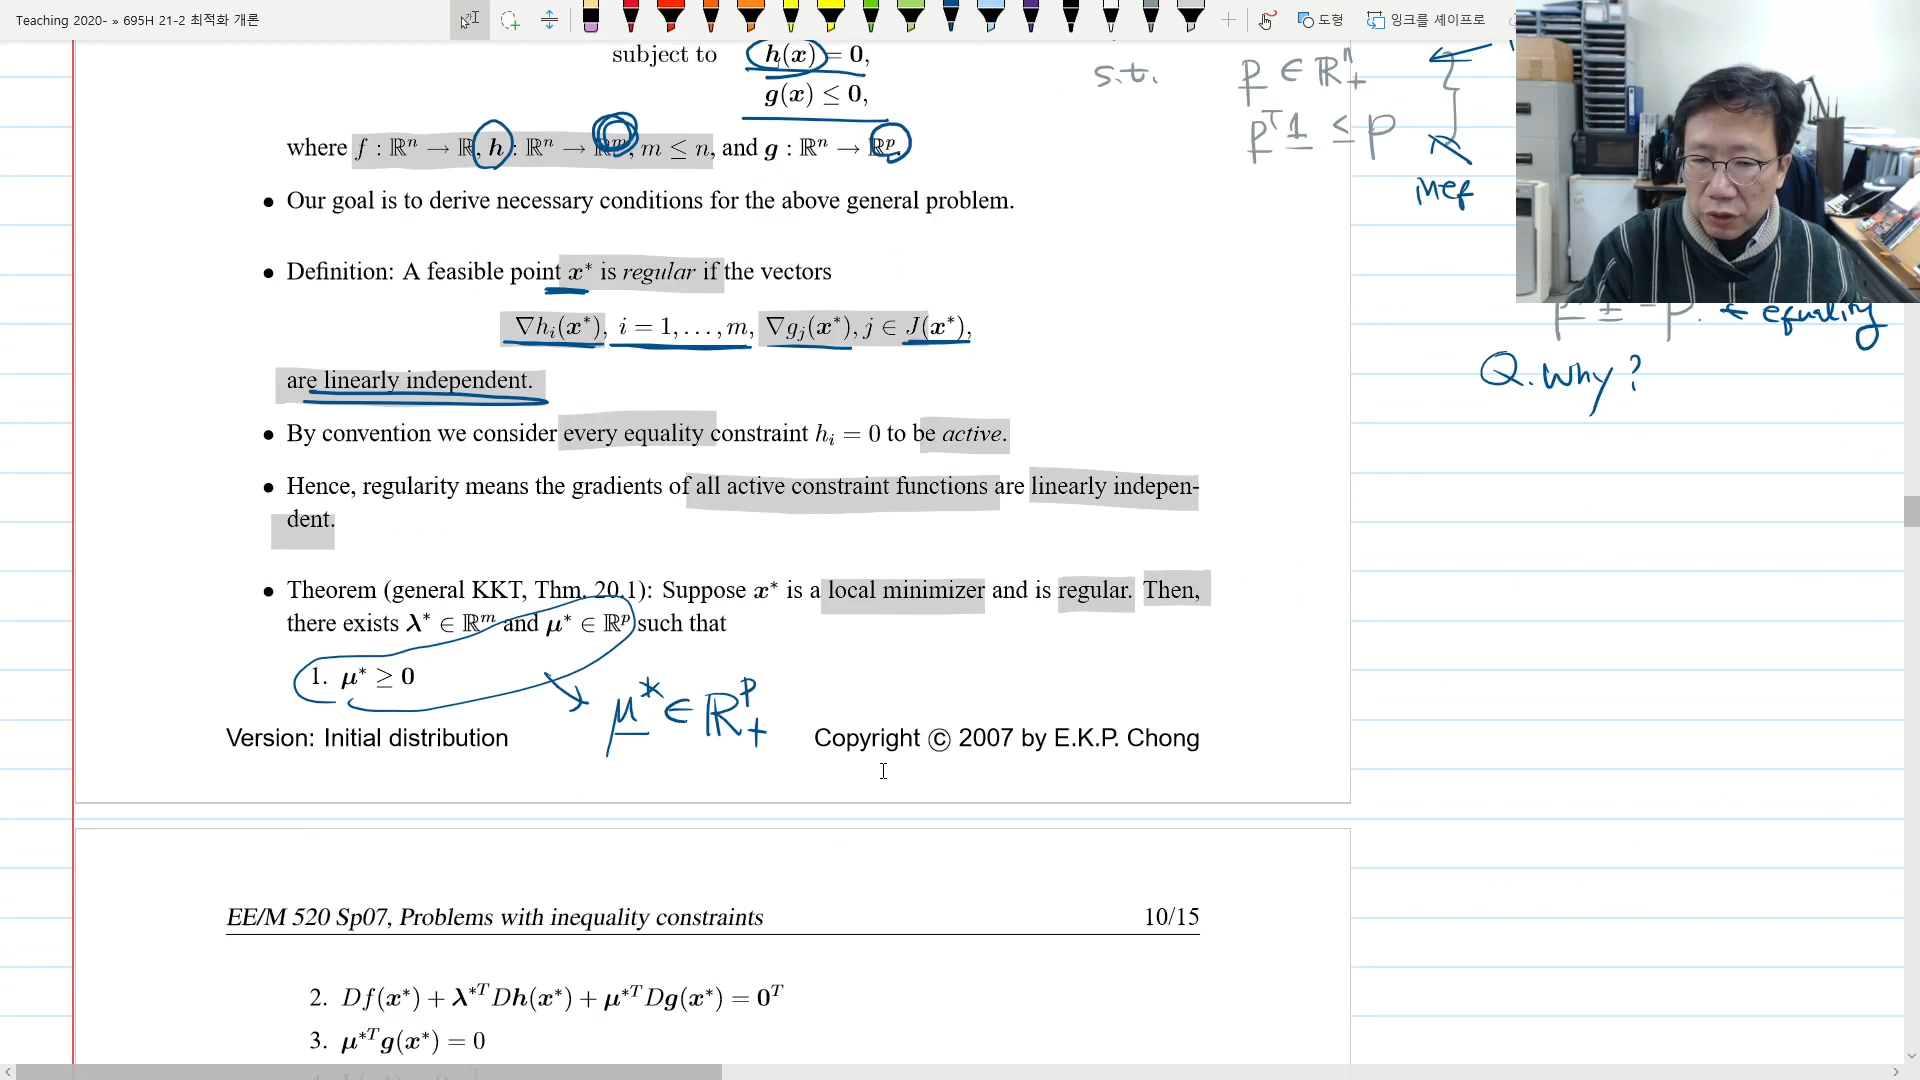 Teaching 2020- » 695H 21-2 최적화 개론
도형
잉크를 셰이프로
subject to h(x) = 0,
g(x) ≤ 0,
s.t. p ∈ ℝⁿ₊
pᵀ1 ≤ P
where f : ℝⁿ → ℝ, h : ℝⁿ → ℝᵐ, m ≤ n, and g : ℝⁿ → ℝᵖ.
• Our goal is to derive necessary conditions for the above general problem.
• Definition: A feasible point x* is regular if the vectors
∇hᵢ(x*), i = 1, . . . , m, ∇gⱼ(x*), j ∈ J(x*),
← equality
Q. Why?
are linearly independent.
• By convention we consider every equality constraint hᵢ = 0 to be active.
• Hence, regularity means the gradients of all active constraint functions are linearly indepen-
dent.
• Theorem (general KKT, Thm. 20.1): Suppose x* is a local minimizer and is regular. Then,
there exists λ* ∈ ℝᵐ and μ* ∈ ℝᵖ such that
1. μ* ≥ 0
μ* ∈ ℝᵖ₊
Version: Initial distribution
Copyright © 2007 by E.K.P. Chong
EE/M 520 Sp07, Problems with inequality constraints 10/15
2. Df(x*) + λ*ᵀDh(x*) + μ*ᵀDg(x*) = 0ᵀ
3. μ*ᵀg(x*) = 0